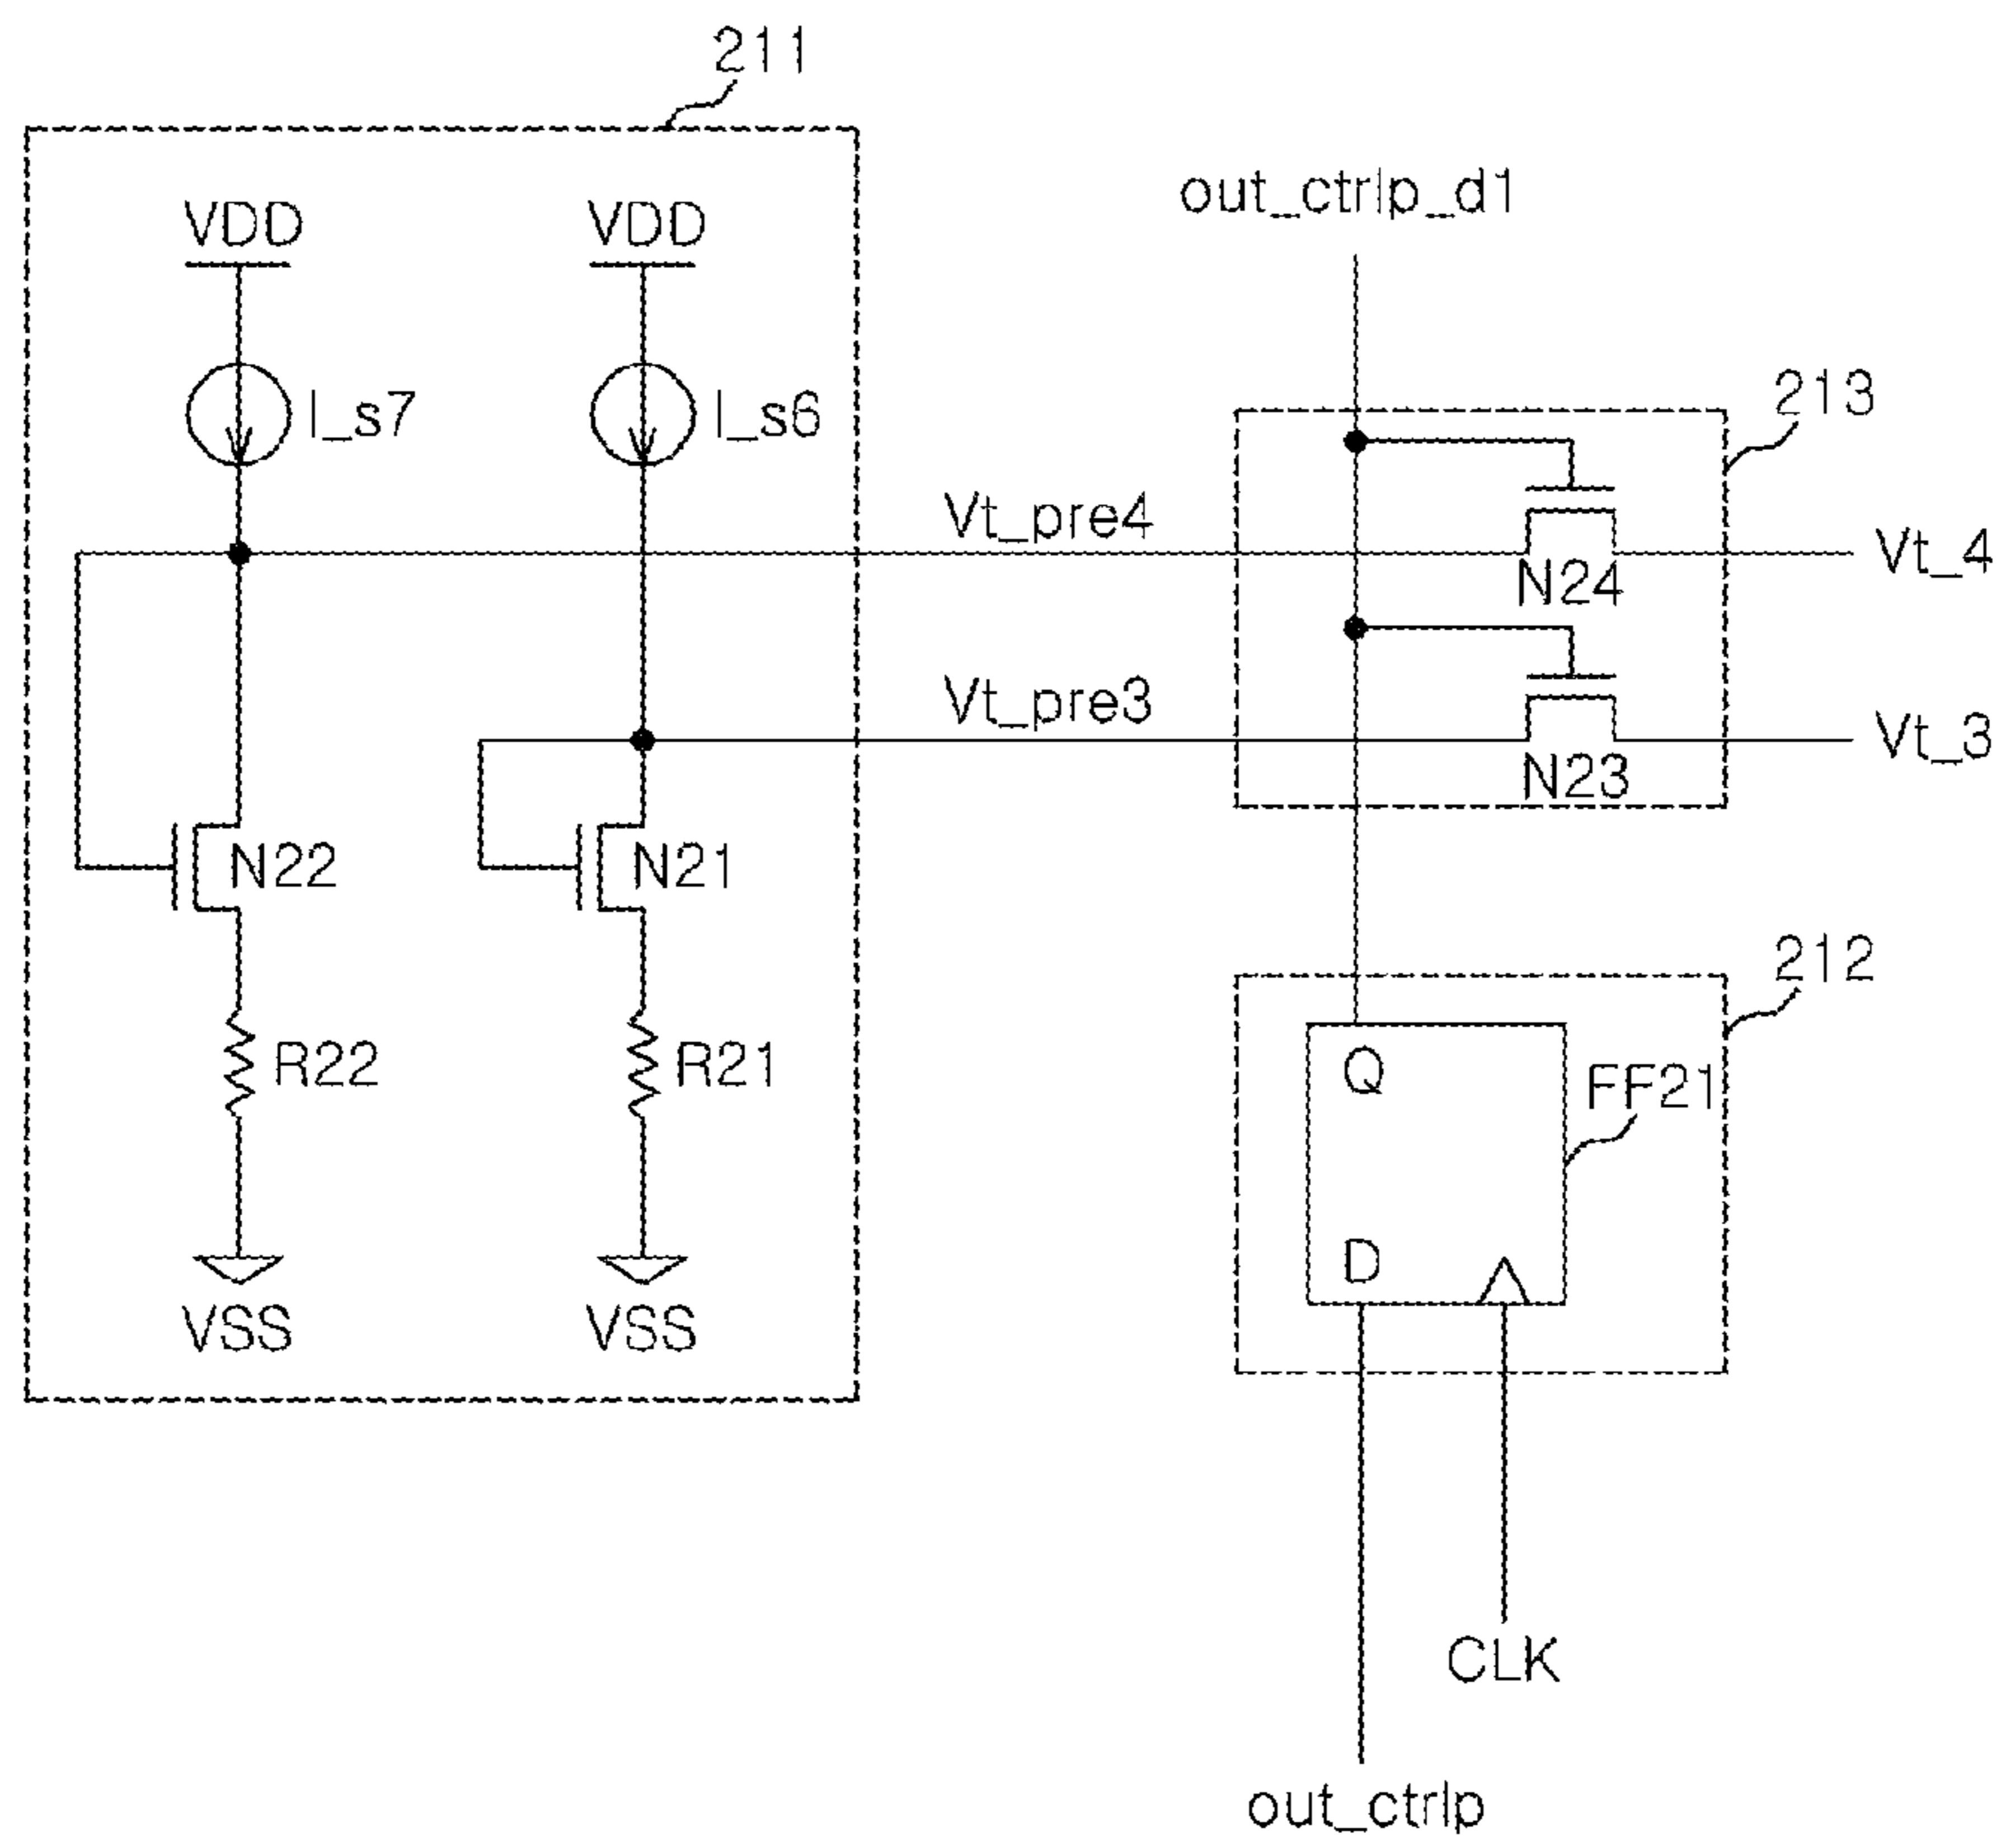 211
VDD
VDD
out_ctrlp_d1
I_s7
I_s6
213
Vt_pre4
Vt_4
N24
Vt_pre3
Vt_3
N23
N22
N21
212
R22
R21
Q
FF21
D
VSS
VSS
CLK
out_ctrlp